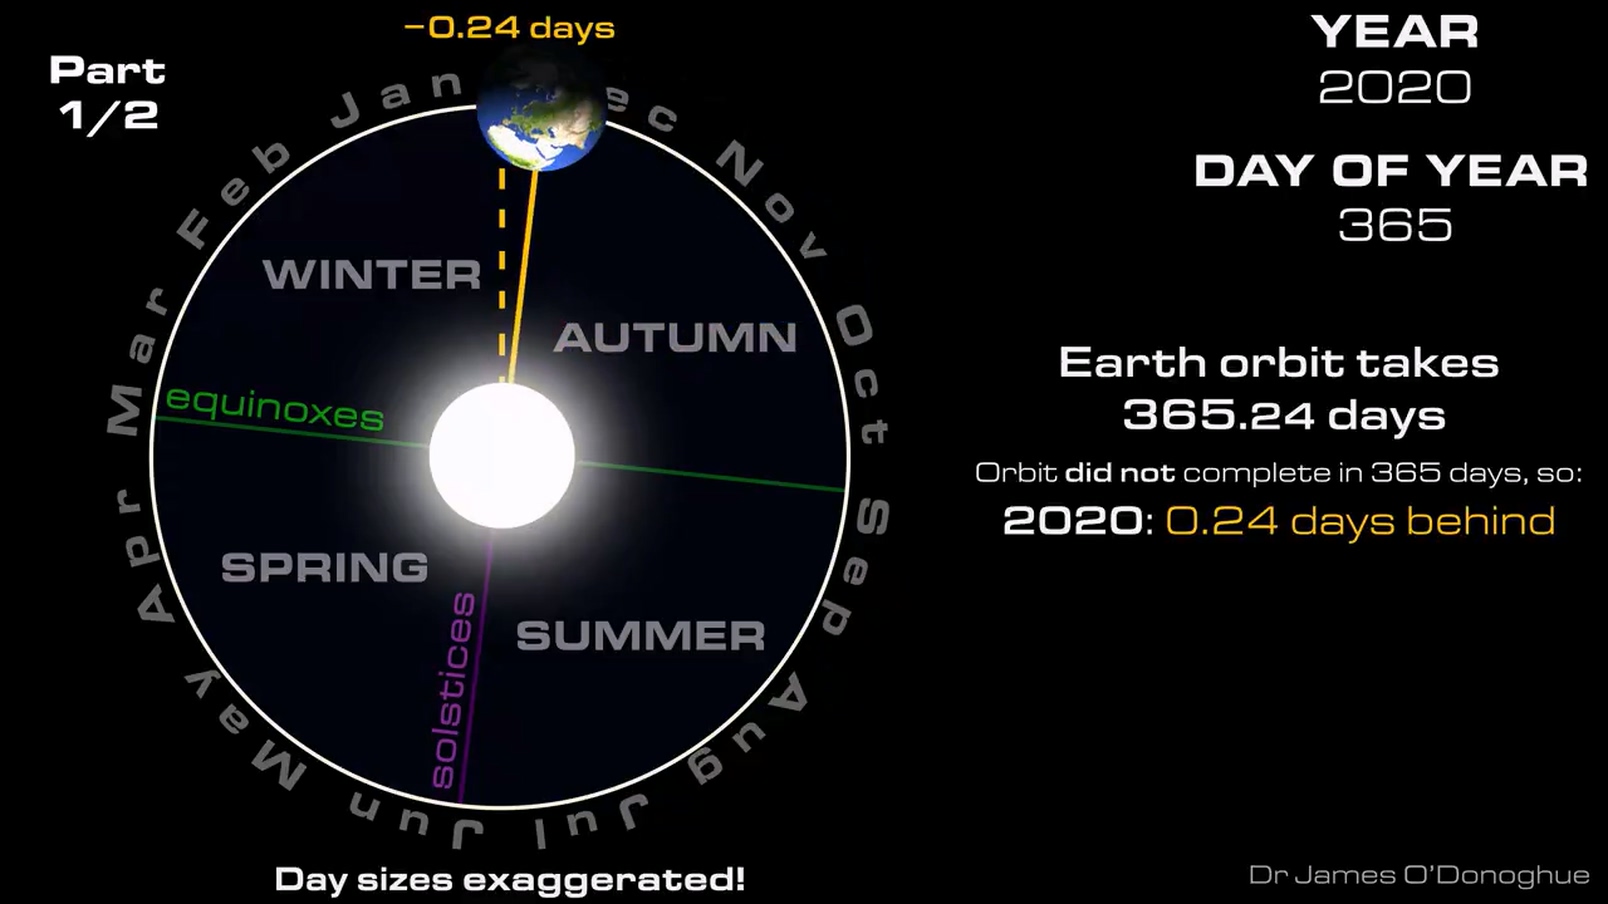 −0.24 days
Part
1/2
YEAR
2020
DAY OF YEAR
365
Jan
Feb
Mar
Apr
May
Jun
Jul
Aug
Sep
Oct
Nov
ec
WINTER
AUTUMN
equinoxes
SPRING
SUMMER
solstices
Earth orbit takes
365.24 days
Orbit did not complete in 365 days, so:
2020: 0.24 days behind
Day sizes exaggerated!
Dr James O'Donoghue